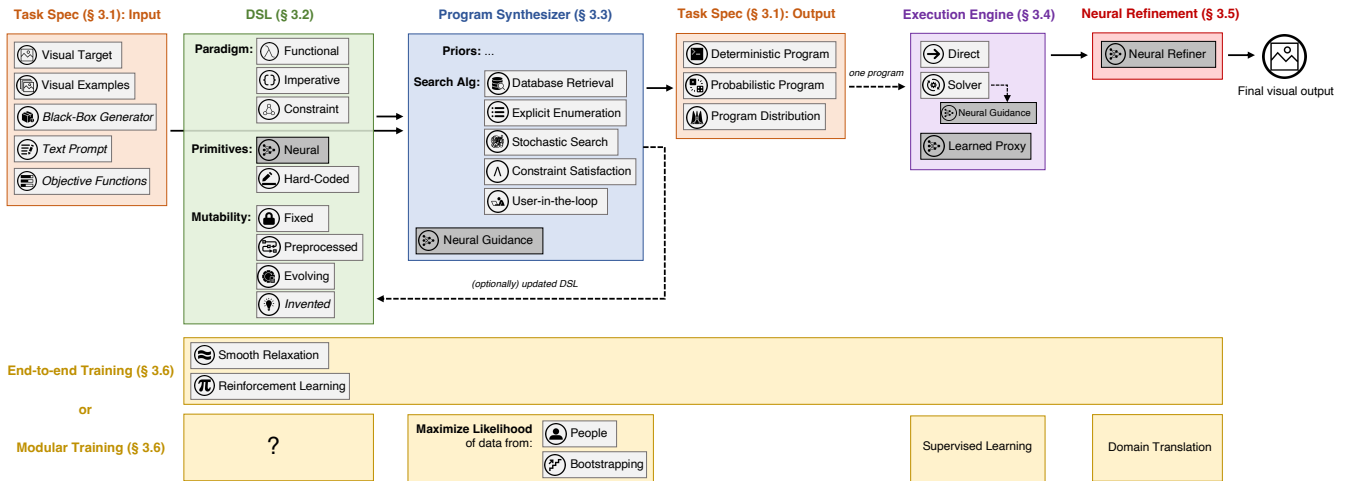 Task Spec (§ 3.1): Input
Visual Target
Visual Examples
Black-Box Generator
Text Prompt
Objective Functions
DSL (§ 3.2)
Paradigm:
Functional
Imperative
Constraint
Primitives:
Neural
Hard-Coded
Mutability:
Fixed
Preprocessed
Evolving
Invented
Program Synthesizer (§ 3.3)
Priors: ...
Search Alg:
Database Retrieval
Explicit Enumeration
Stochastic Search
Constraint Satisfaction
User-in-the-loop
Neural Guidance
(optionally) updated DSL
Task Spec (§ 3.1): Output
Deterministic Program
Probabilistic Program
Program Distribution
one program
Execution Engine (§ 3.4)
Direct
Solver
Neural Guidance
Learned Proxy
Neural Refinement (§ 3.5)
Neural Refiner
Final visual output
End-to-end Training (§ 3.6)
Smooth Relaxation
π Reinforcement Learning
or
Modular Training (§ 3.6)
?
Maximize Likelihood
of data from:
People
Bootstrapping
Supervised Learning
Domain Translation